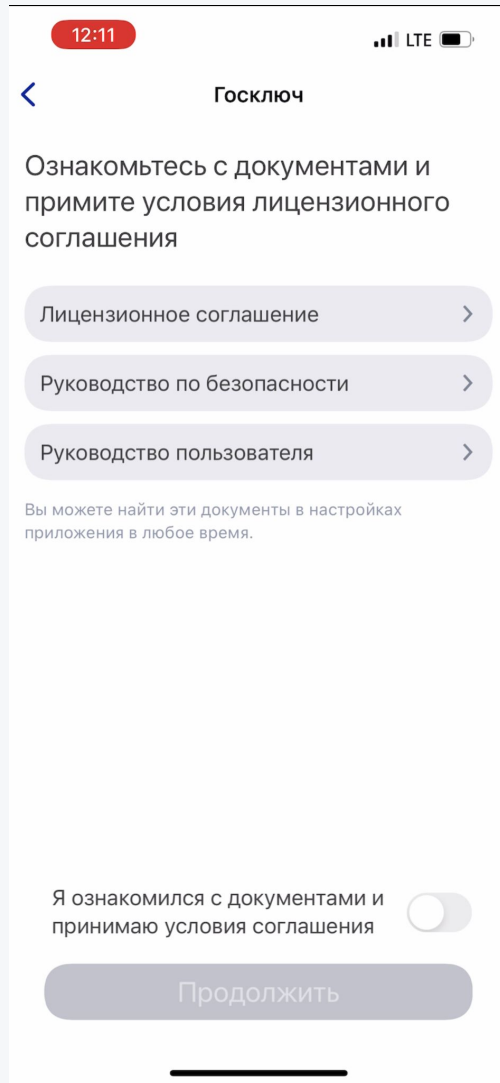 12:11
LTE
Госключ
Ознакомьтесь с документами и
примите условия лицензионного
соглашения
Лицензионное соглашение
Руководство по безопасности
Руководство пользователя
Вы можете найти эти документы в настройках
приложения в любое время.
Я ознакомился с документами и
принимаю условия соглашения
Продолжить